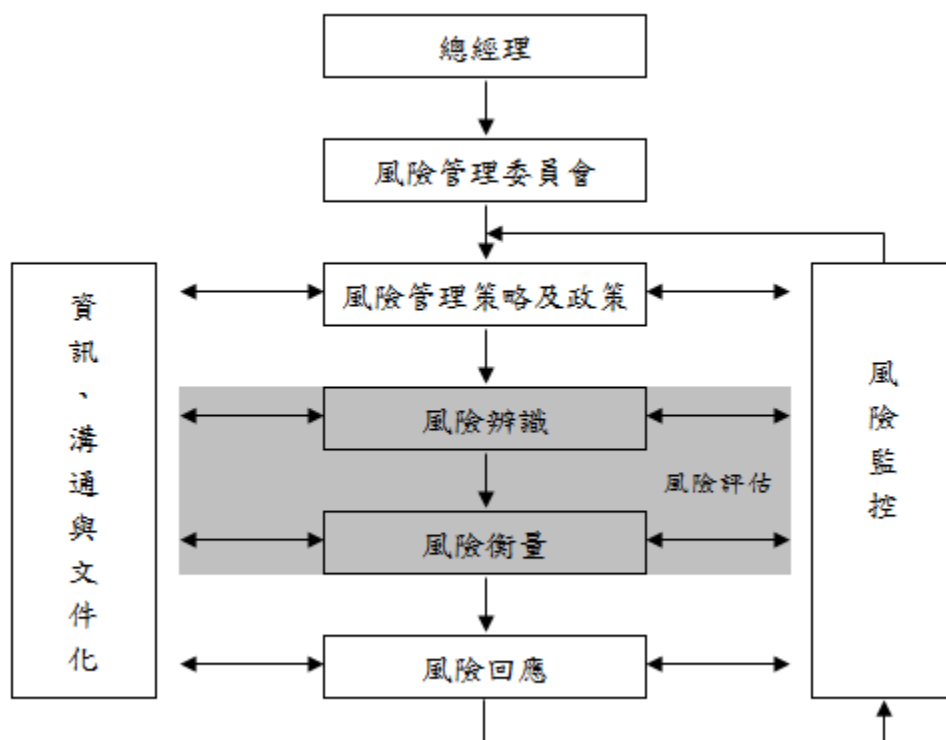 總經理
風險管理委員會
風險管理策略及政策
資訊、溝通與文件化
風險監控
風險辨識
風險評估
風險衡量
風險回應